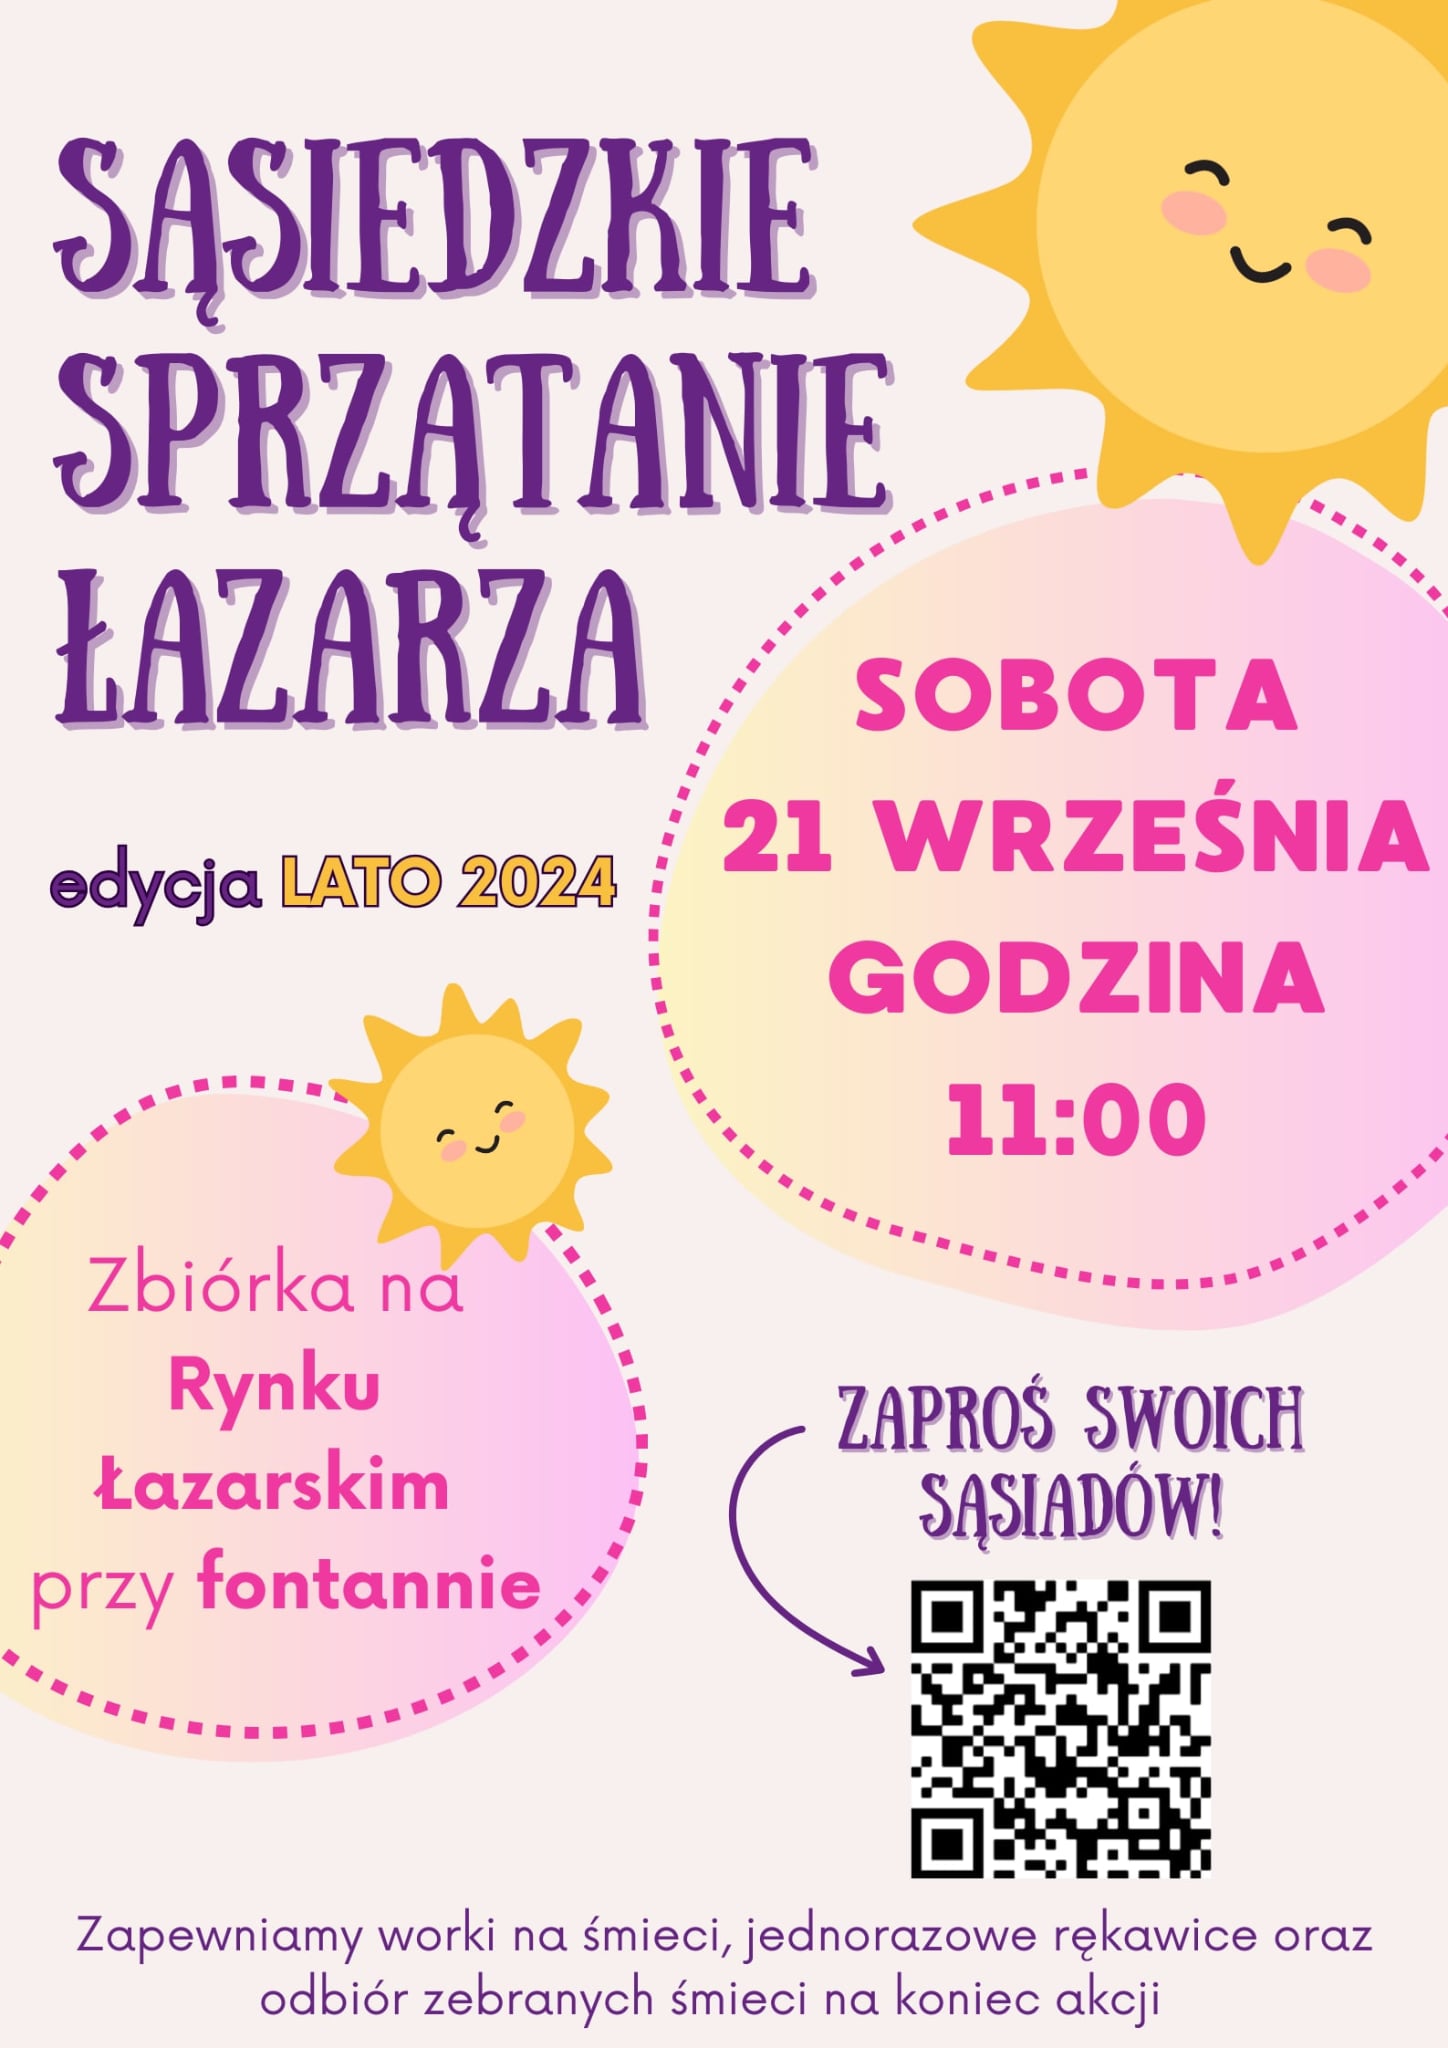 SĄSIEDZKIE
SPRZĄTANIE
ŁAZARZA
edycja LATO 2024
SOBOTA
21 WRZEŚNIA
GODZINA
11:00
Zbiórka na
Rynku
Łazarskim
przy fontannie
ZAPROŚ SWOICH
SĄSIADÓW!
Zapewniamy worki na śmieci, jednorazowe rękawice oraz
odbiór zebranych śmieci na koniec akcji